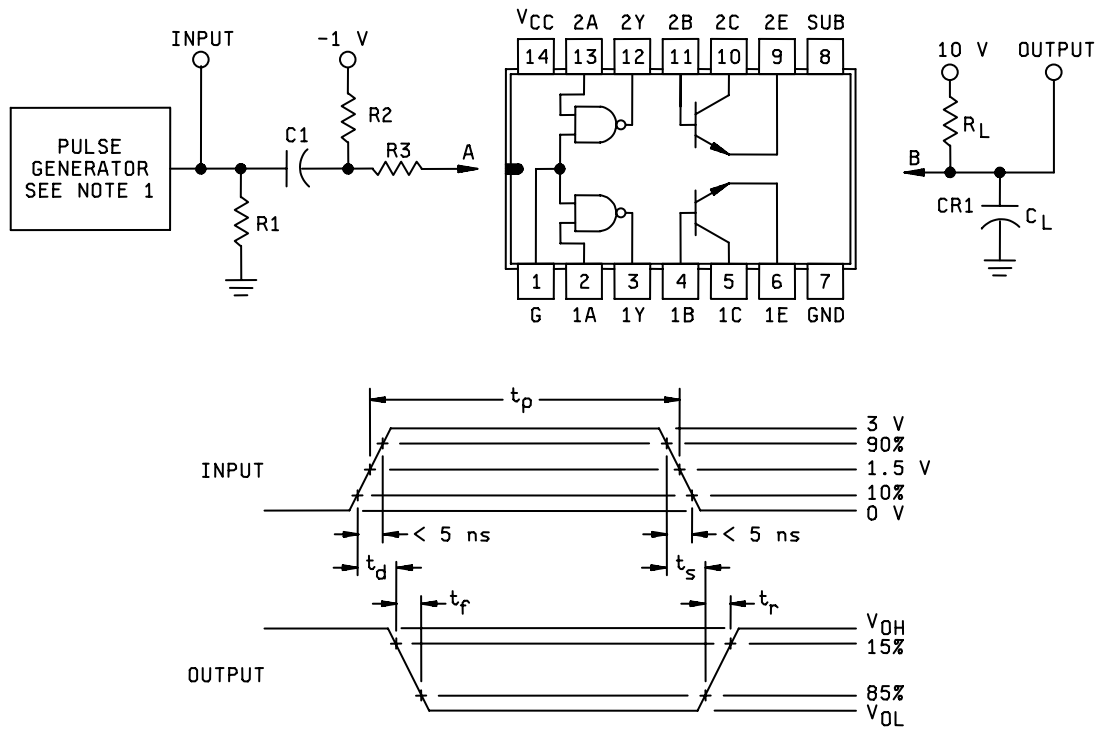 INPUT
-1 V
R2
C1
R3
A
R1
PULSE
GENERATOR
SEE NOTE 1
VCC 2A 2Y 2B 2C 2E SUB
14 13 12 11 10 9 8
1 2 3 4 5 6 7
G 1A 1Y 1B 1C 1E GND
10 V
OUTPUT
RL
B
CR1
CL
tp
INPUT
3 V
90%
1.5 V
10%
0 V
< 5 ns
< 5 ns
td
ts
tf
tr
OUTPUT
VOH
15%
85%
VOL